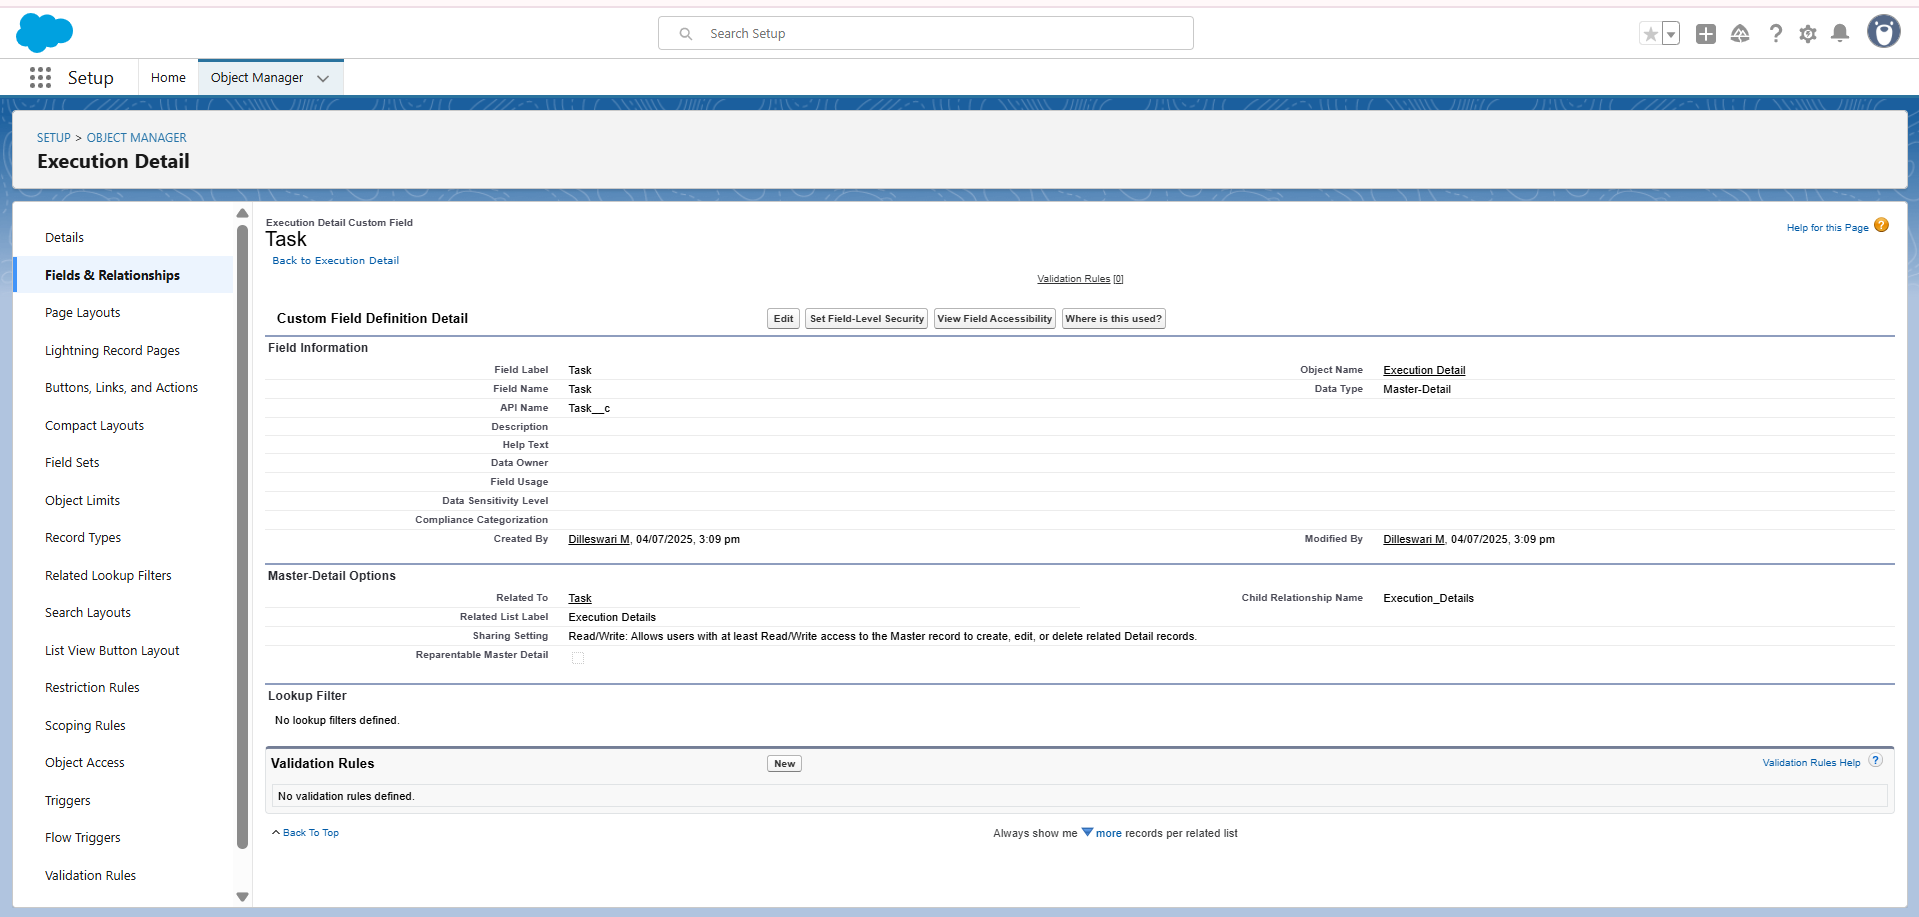 Search Setup
Setup
Home
Object Manager
SETUP > OBJECT MANAGER
Execution Detail
Details
Fields & Relationships
Page Layouts
Lightning Record Pages
Buttons, Links, and Actions
Compact Layouts
Field Sets
Object Limits
Record Types
Related Lookup Filters
Search Layouts
List View Button Layout
Restriction Rules
Scoping Rules
Object Access
Triggers
Flow Triggers
Validation Rules
Execution Detail Custom Field
Task
Back to Execution Detail
Help for this Page ?
Validation Rules [0]
Custom Field Definition Detail Edit Set Field-Level Security View Field Accessibility Where is this used?
Field Information
Field Label Task Object Name Execution Detail
Field Name Task Data Type Master-Detail
API Name Task__c
Description
Help Text
Data Owner
Field Usage
Data Sensitivity Level
Compliance Categorization
Created By Dilleswari M, 04/07/2025, 3:09 pm Modified By Dilleswari M, 04/07/2025, 3:09 pm
Master-Detail Options
Related To Task Child Relationship Name Execution_Details
Related List Label Execution Details
Sharing Setting Read/Write: Allows users with at least Read/Write access to the Master record to create, edit, or delete related Detail records.
Reparentable Master Detail
Lookup Filter
No lookup filters defined.
Validation Rules New Validation Rules Help ?
No validation rules defined.
Back To Top Always show me more records per related list